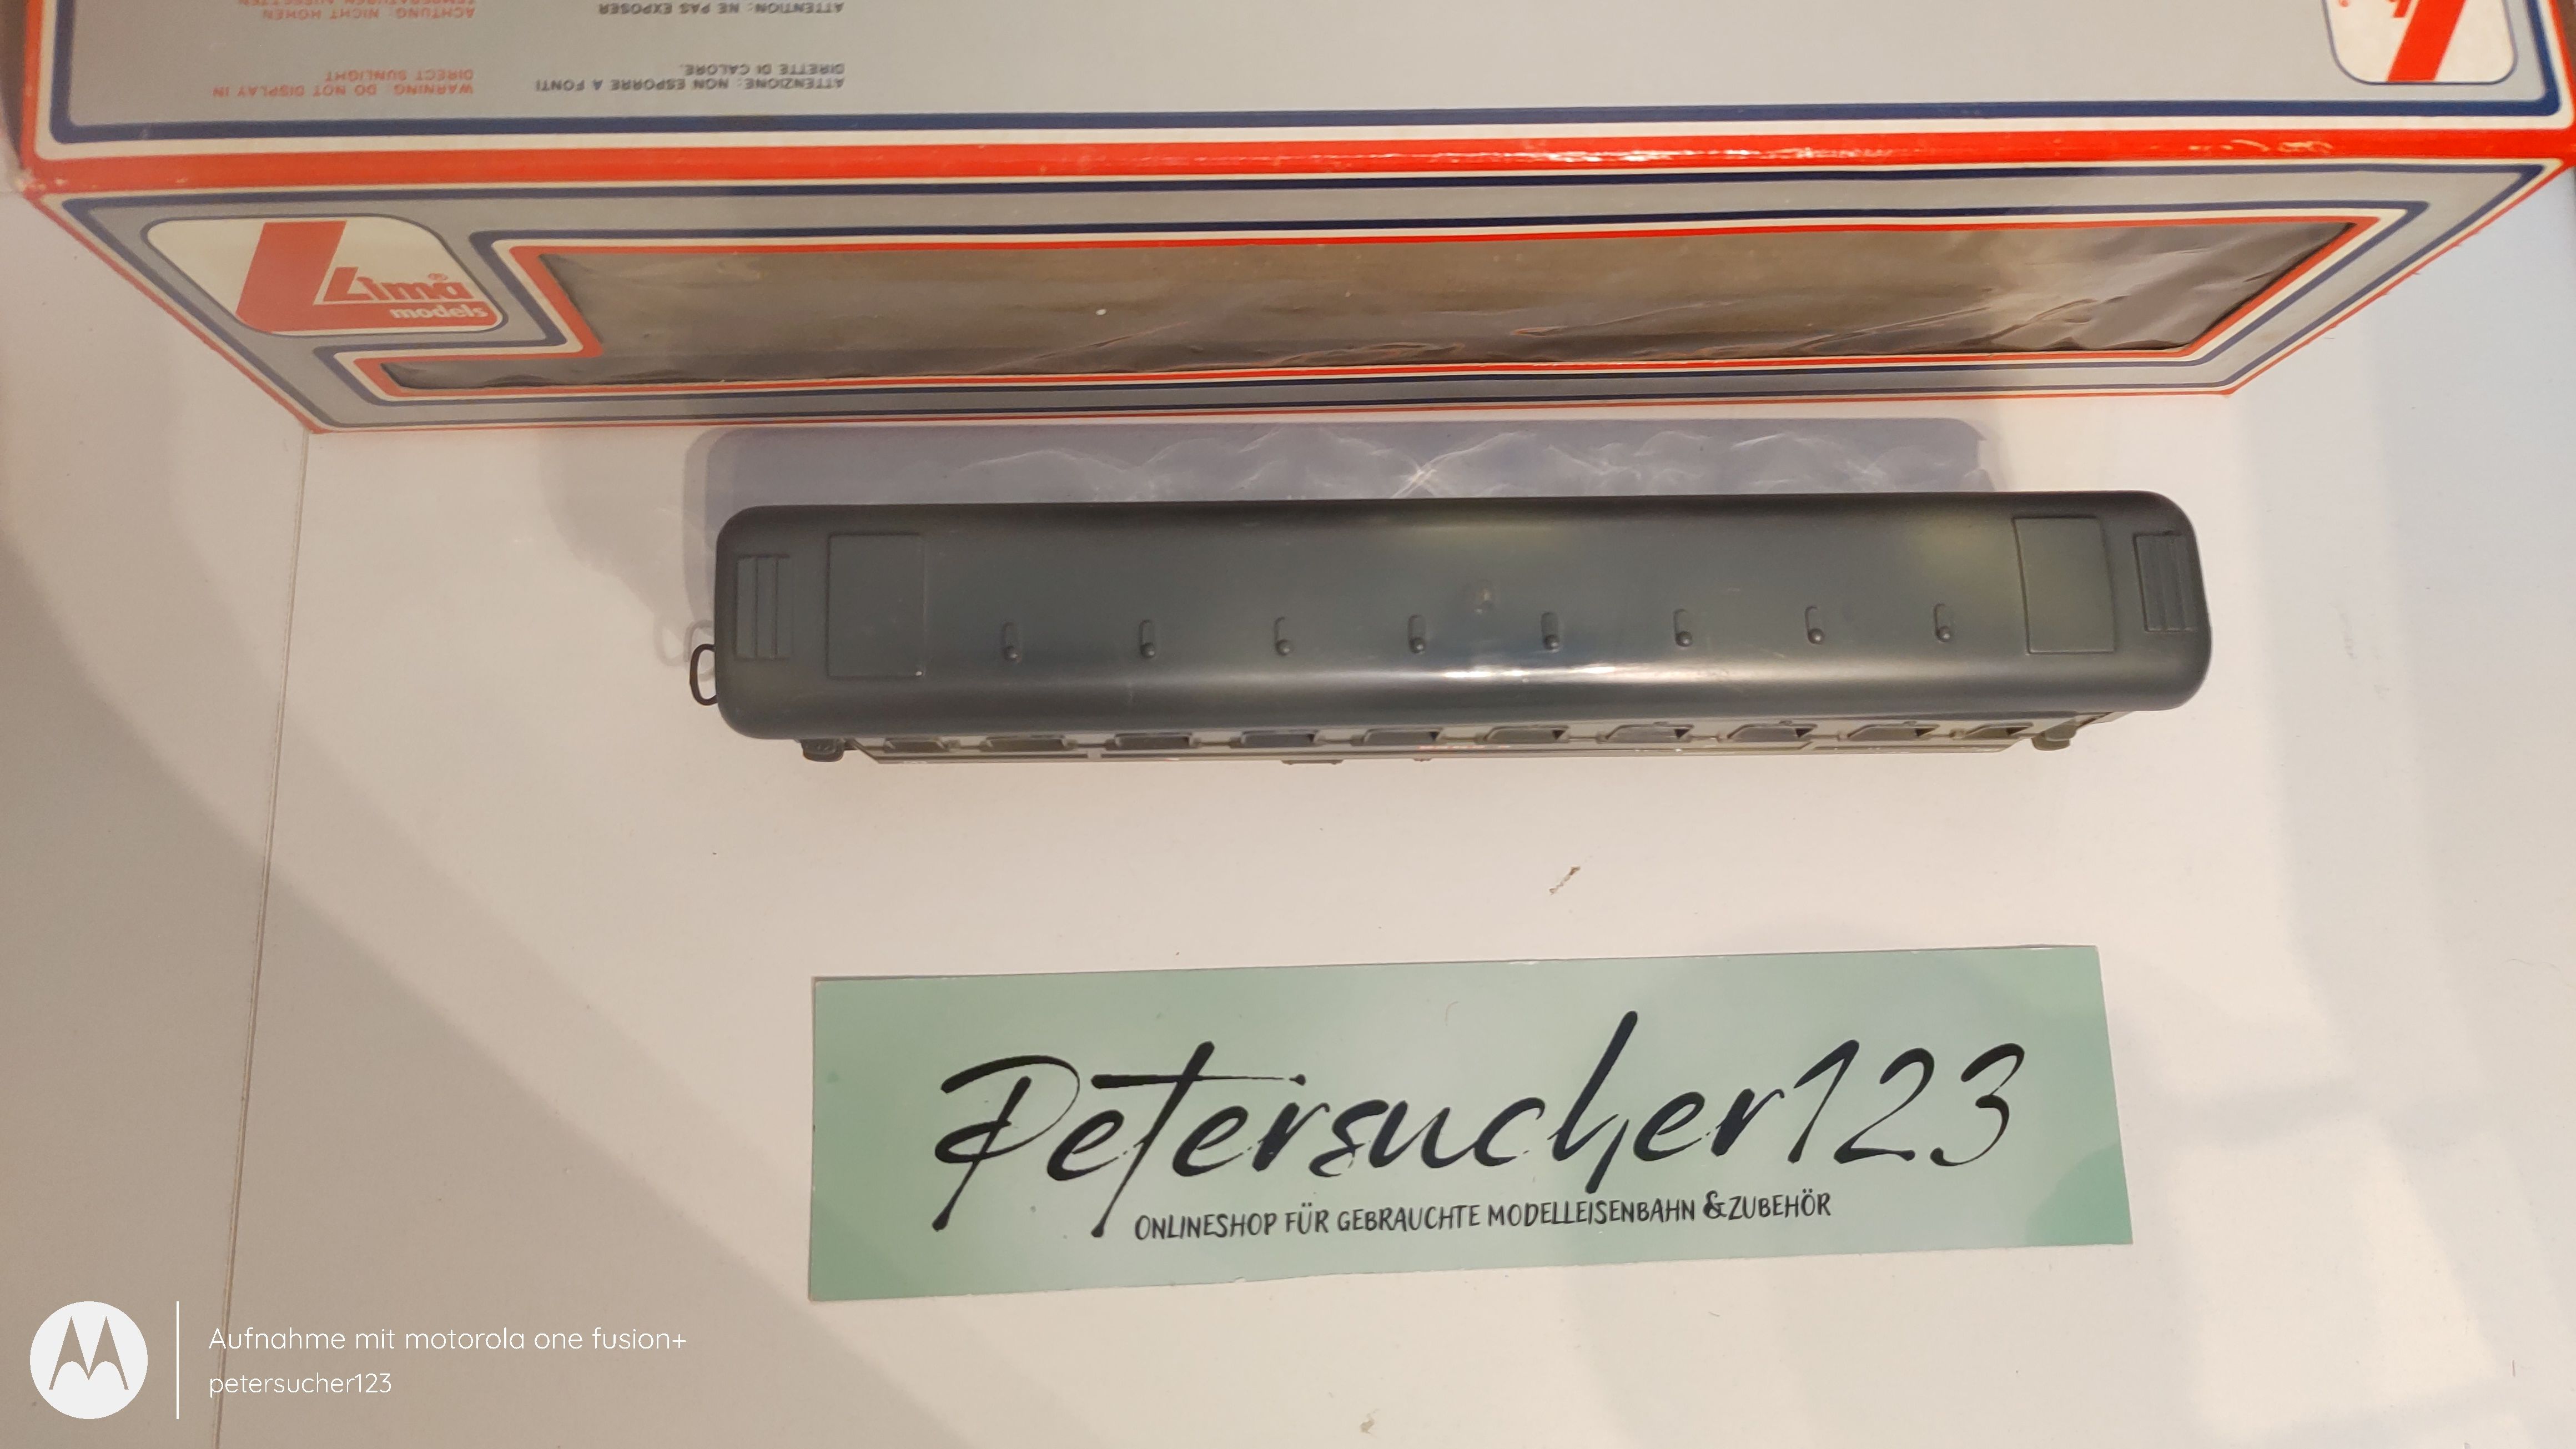 ATTENTION: NE PAS EXPOSER
ACHTUNG: NICHT HOHEN
ATTENZIONE: NON ESPORRE A FONTI
DIRETTE DI CALORE.
WARNING: DO NOT DISPLAY IN
DIRECT SUNLIGHT
Lima®
models
Petersucher123
ONLINESHOP FÜR GEBRAUCHTE MODELLEISENBAHN & ZUBEHÖR
Aufnahme mit motorola one fusion+
petersucher123